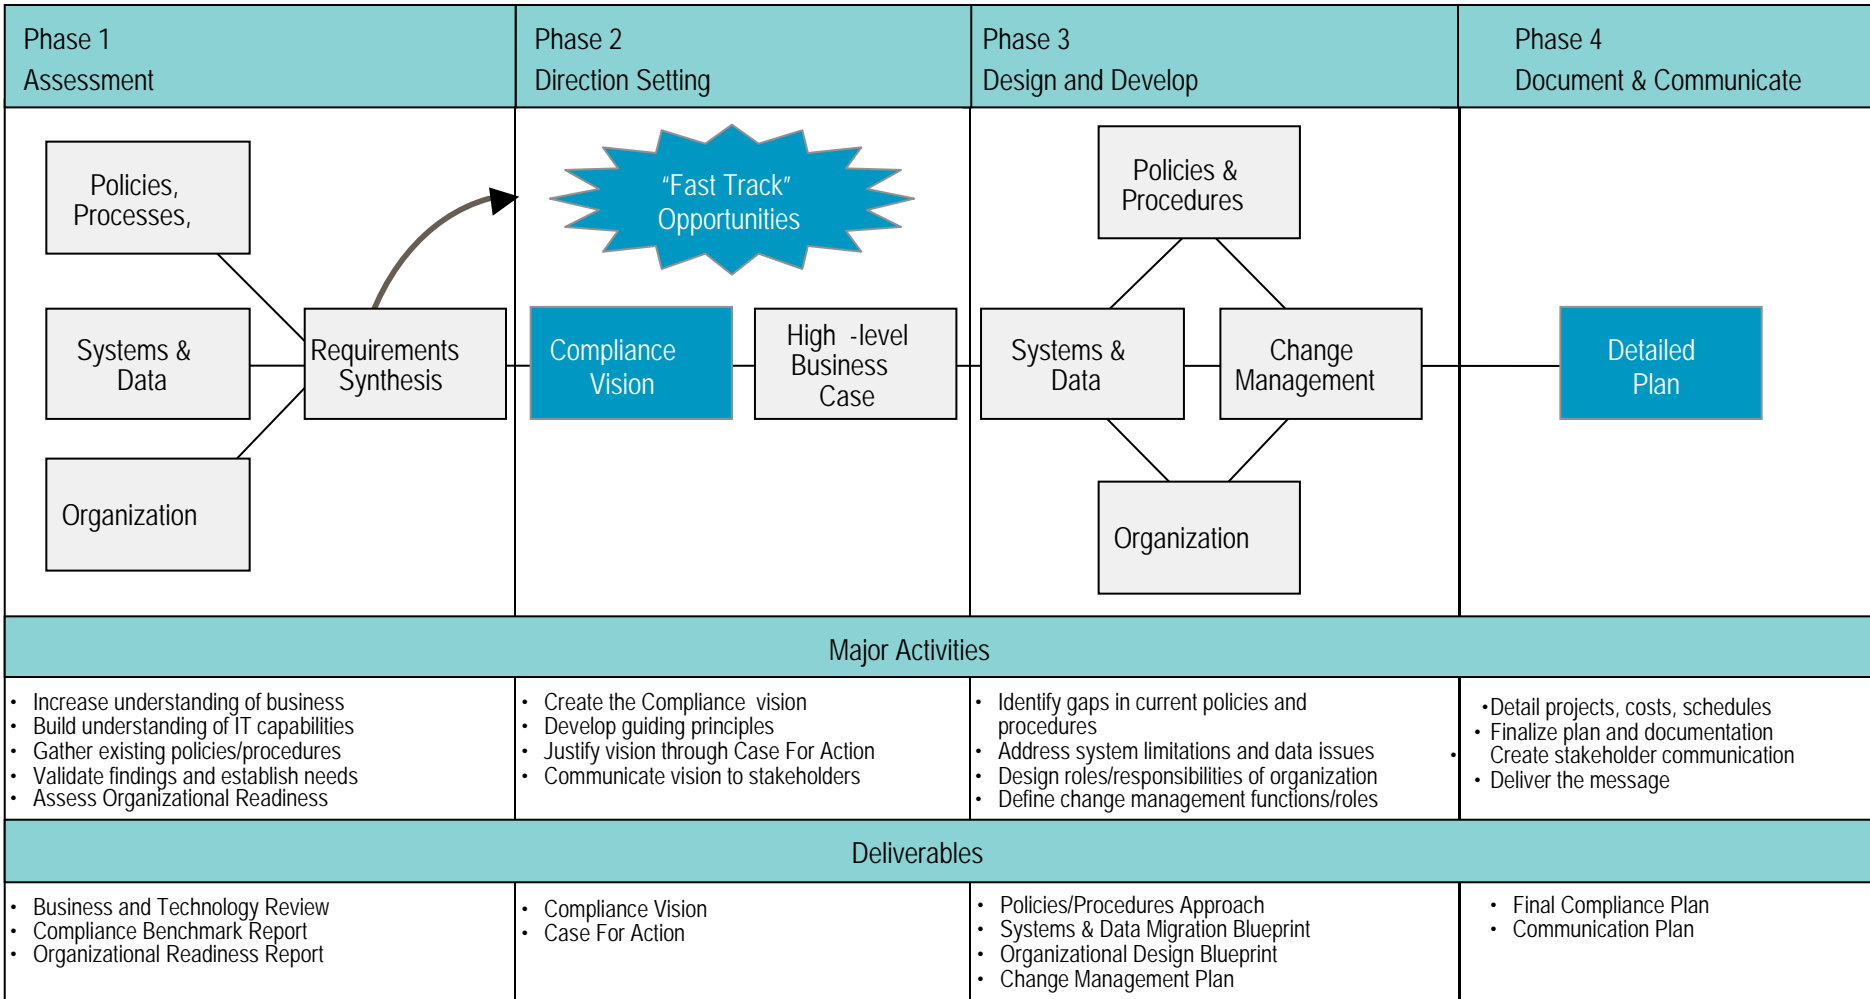 Phase 1
Assessment
Phase 2
Direction Setting
Phase 3
Design and Develop
Phase 4
Document & Communicate
Policies,
Processes,
Systems &
Data
Organization
Requirements
Synthesis
“Fast Track”
Opportunities
Compliance
Vision
High -level
Business
Case
Policies &
Procedures
Systems &
Data
Change
Management
Organization
Detailed
Plan
Major Activities
• Increase understanding of business
• Build understanding of IT capabilities
• Gather existing policies/procedures
• Validate findings and establish needs
• Assess Organizational Readiness
• Create the Compliance vision
• Develop guiding principles
• Justify vision through Case For Action
• Communicate vision to stakeholders
• Identify gaps in current policies and
procedures
• Address system limitations and data issues
• Design roles/responsibilities of organization
• Define change management functions/roles
•Detail projects, costs, schedules
• Finalize plan and documentation
• Create stakeholder communication
• Deliver the message
Deliverables
• Business and Technology Review
• Compliance Benchmark Report
• Organizational Readiness Report
• Compliance Vision
• Case For Action
• Policies/Procedures Approach
• Systems & Data Migration Blueprint
• Organizational Design Blueprint
• Change Management Plan
• Final Compliance Plan
• Communication Plan